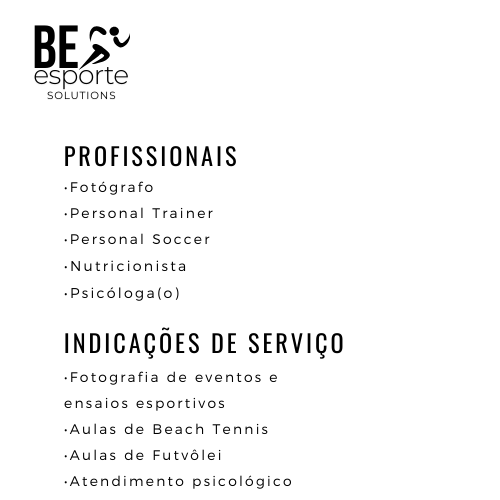 BE
esporte
SOLUTIONS
PROFISSIONAIS
•Fotógrafo
•Personal Trainer
•Personal Soccer
•Nutricionista
•Psicóloga(o)
INDICAÇÕES DE SERVIÇO
•Fotografia de eventos e
ensaios esportivos
•Aulas de Beach Tennis
•Aulas de Futvôlei
•Atendimento psicológico